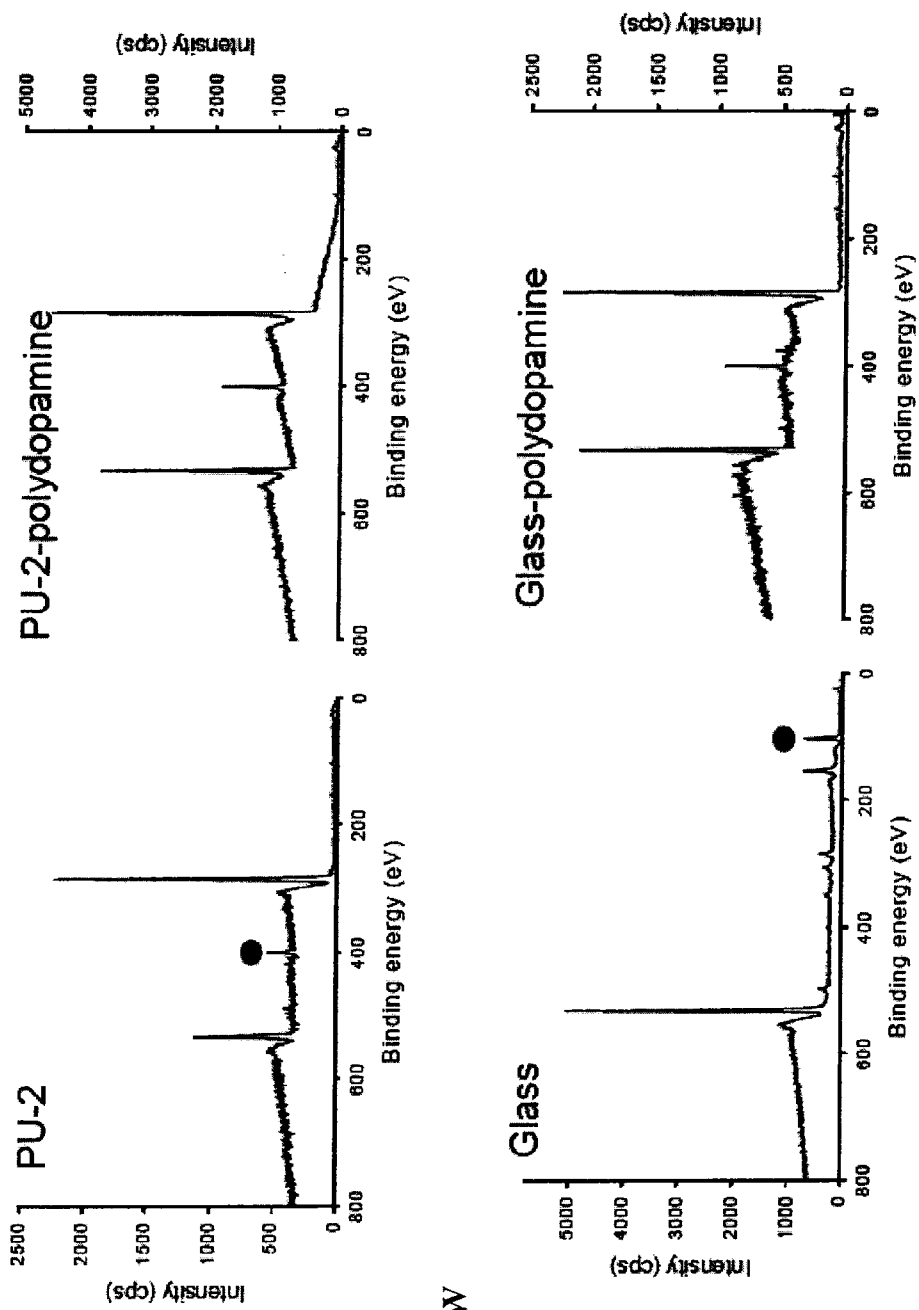 PU-2
Intensity (cps)
2500
2000
1500
1000
500
0
800 600 400 200 0
Binding energy (eV)
PU-2-polydopamine
Intensity (cps)
5000
4000
3000
2000
1000
0
800 600 400 200 0
Binding energy (eV)
W
Glass
Intensity (cps)
5000
4000
3000
2000
1000
0
800 600 400 200 0
Binding energy (eV)
Glass-polydopamine
Intensity (cps)
2500
2100
1500
1000
500
0
800 600 400 200 0
Binding energy (eV)